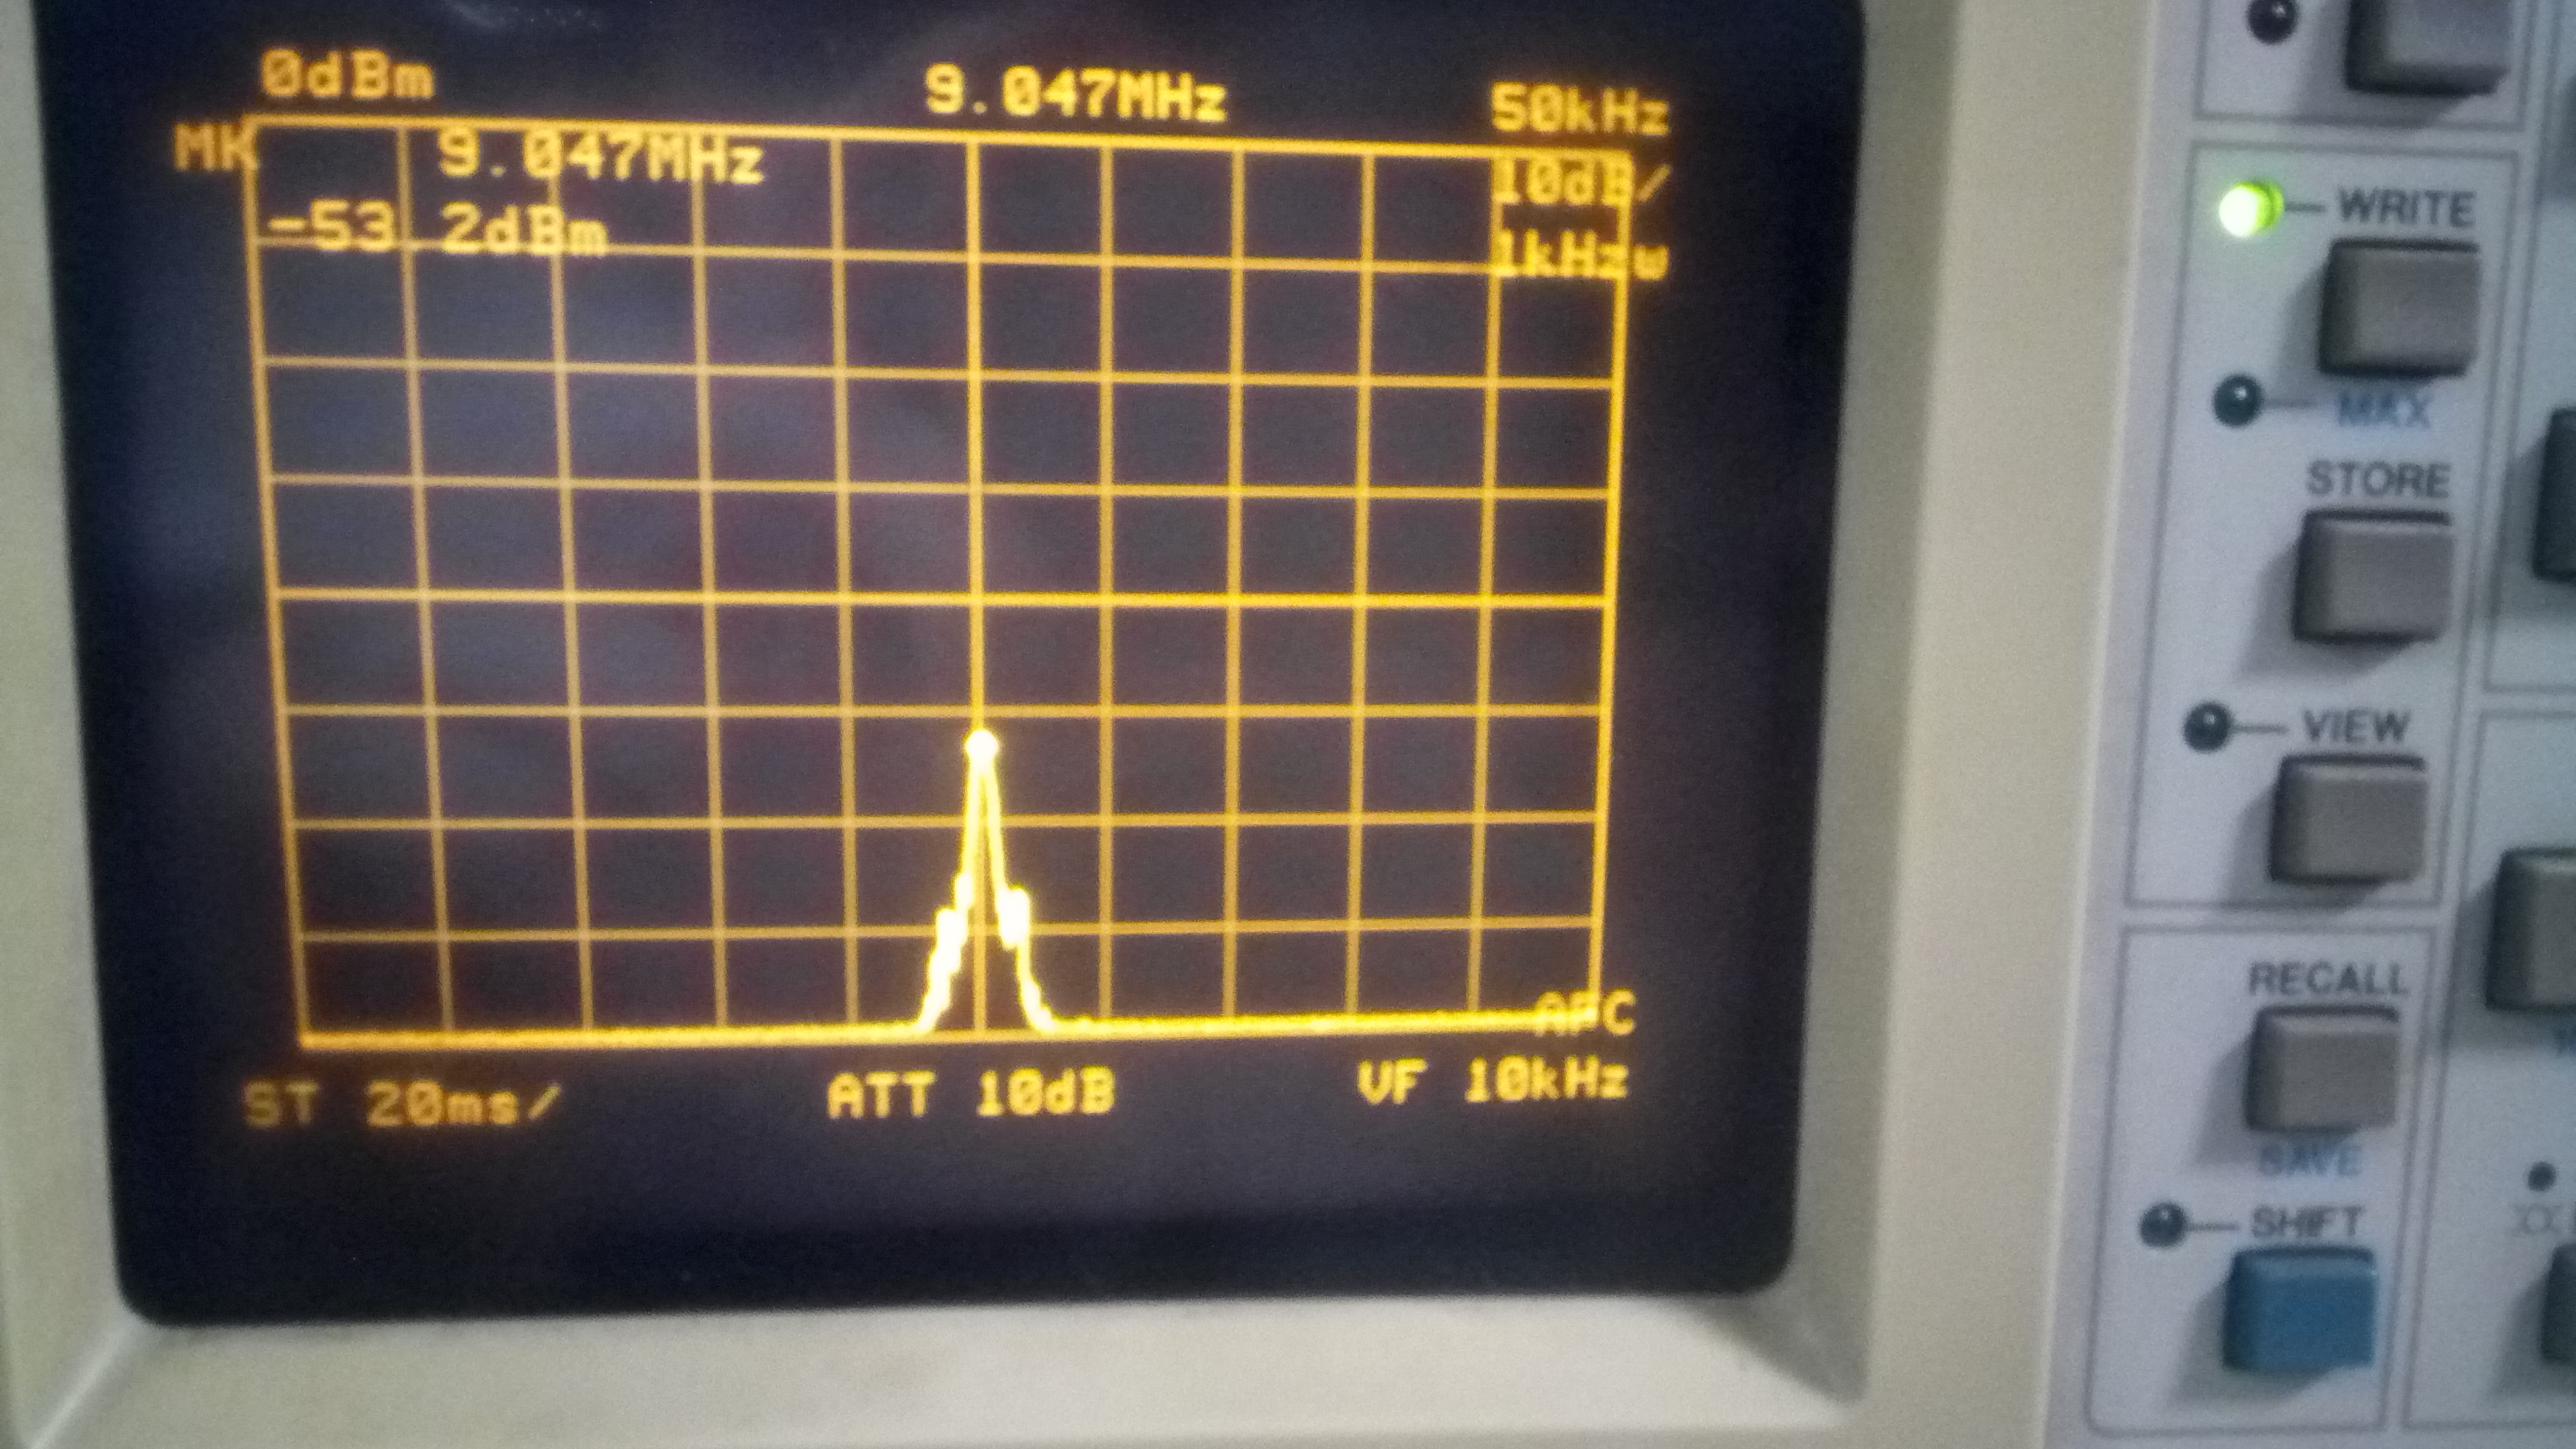 0dBm 9.047MHz 50kHz
MK 9.047MHz 10dB/
-53.2dBm 1kHzw
AFC
ST 20ms/ ATT 10dB VF 10kHz
WRITE
MAX
STORE
VIEW
RECALL
SAVE
SHIFT